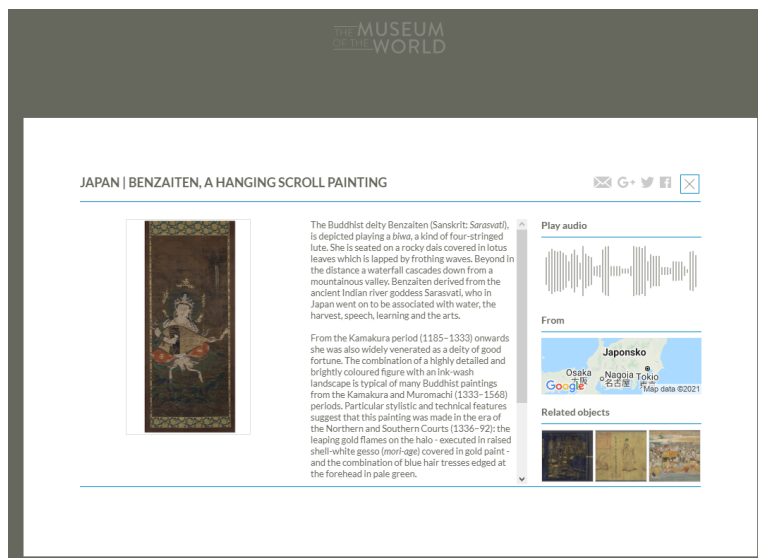 THE MUSEUM
OF THE WORLD
JAPAN | BENZAITEN, A HANGING SCROLL PAINTING
G+
The Buddhist deity Benzaiten (Sanskrit: Sarasvati),
is depicted playing a biwa, a kind of four-stringed
lute. She is seated on a rocky dais covered in lotus
leaves which is lapped by frothing waves. Beyond in
the distance a waterfall cascades down from a
mountainous valley. Benzaiten derived from the
ancient Indian river goddess Sarasvati, who in
Japan went on to be associated with water, the
harvest, speech, learning and the arts.
From the Kamakura period (1185–1333) onwards
she was also widely venerated as a deity of good
fortune. The combination of a highly detailed and
brightly coloured figure with an ink-wash
landscape is typical of many Buddhist paintings
from the Kamakura and Muromachi (1333–1568)
periods. Particular stylistic and technical features
suggest that this painting was made in the era of
the Northern and Southern Courts (1336–92): the
leaping gold flames on the halo - executed in raised
shell-white gesso (mori-age) covered in gold paint -
and the combination of blue hair tresses edged at
the forehead in pale green.
Play audio
From
Japonsko
Osaka
大阪
Nagoja
名古屋
Tokio
東京
Google
Map data ©2021
Related objects